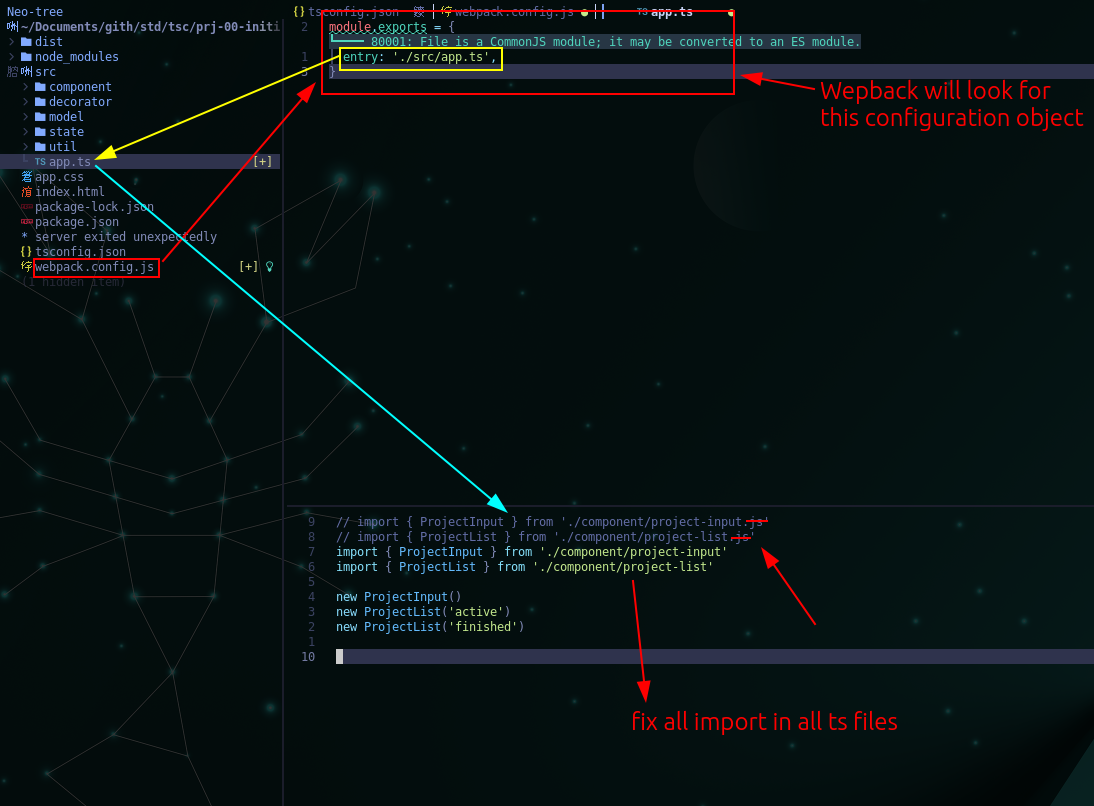 Neo-tree
~/Documents/gith/std/tsc/prj-00-initi
dist
node_modules
src
component
decorator
model
state
util
TS app.ts [+]
app.css
index.html
package-lock.json
package.json
* server exited unexpectedly
{} tsconfig.json
webpack.config.js [+]
(1 hidden item)
{} tsconfig.json webpack.config.js ● TS app.ts ●
2 module.exports = {
80001: File is a CommonJS module; it may be converted to an ES module.
1 entry: './src/app.ts',
3 }
Wepback will look for
this configuration object
9 // import { ProjectInput } from './component/project-input.js'
8 // import { ProjectList } from './component/project-list.js'
7 import { ProjectInput } from './component/project-input'
6 import { ProjectList } from './component/project-list'
5
4 new ProjectInput()
3 new ProjectList('active')
2 new ProjectList('finished')
1
10
fix all import in all ts files